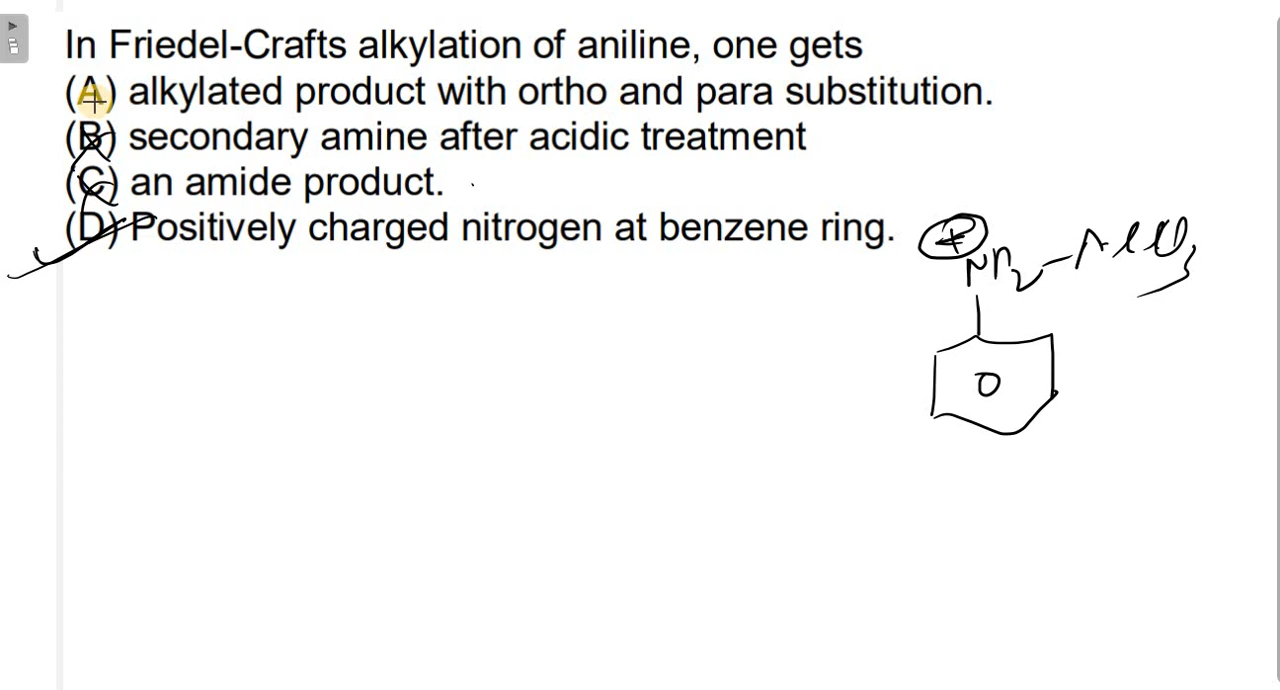 In Friedel-Crafts alkylation of aniline, one gets
(A) alkylated product with ortho and para substitution.
(B) secondary amine after acidic treatment
(C) an amide product.
(D) Positively charged nitrogen at benzene ring.
+
NH2-AlCl3